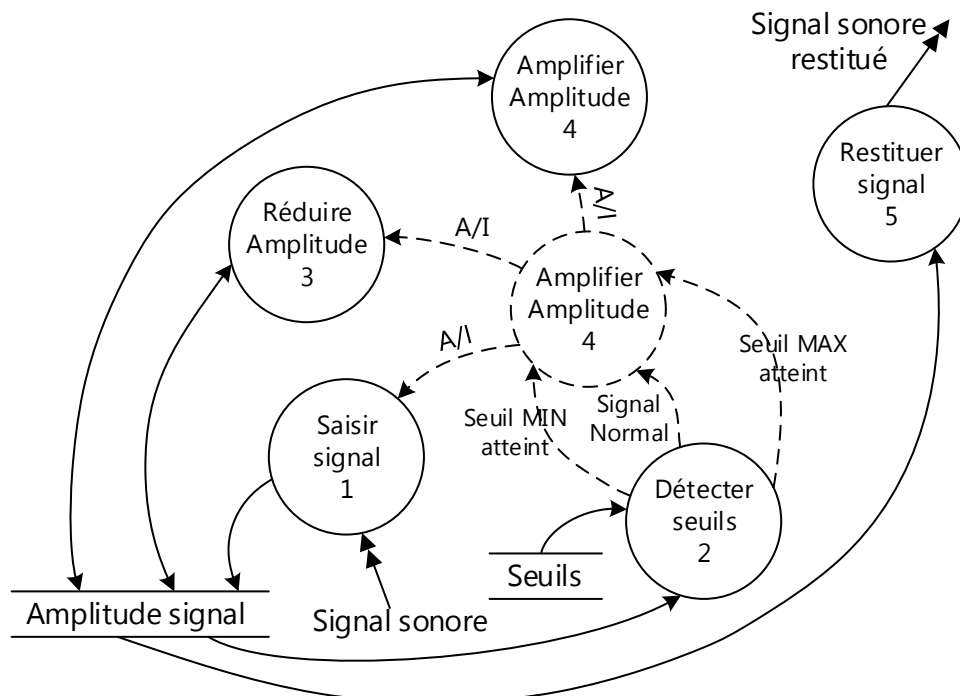 Signal sonore
restitué
Amplifier
Amplitude
4
Restituer
signal
5
A/I
Réduire
Amplitude
3
A/I
Amplifier
Amplitude
4
A/I
Seuil MAX
atteint
Seuil MIN
atteint
Signal
Normal
Saisir
signal
1
Détecter
seuils
2
Seuils
Amplitude signal
Signal sonore